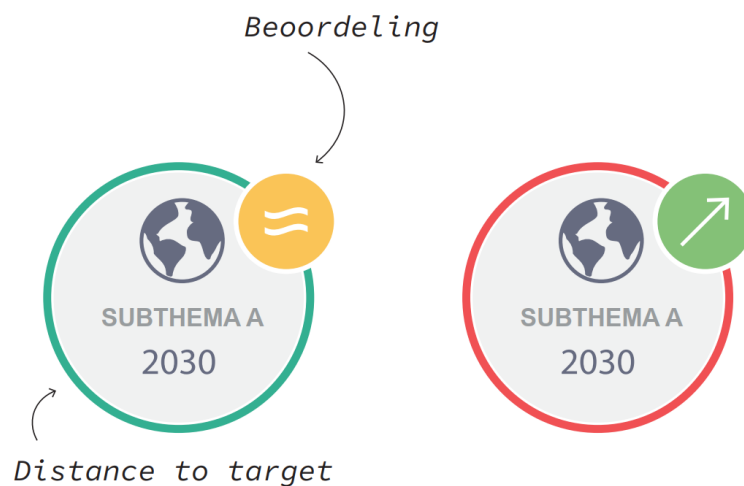 Beoordeling
SUBTHEMA A
2030
SUBTHEMA A
2030
Distance to target